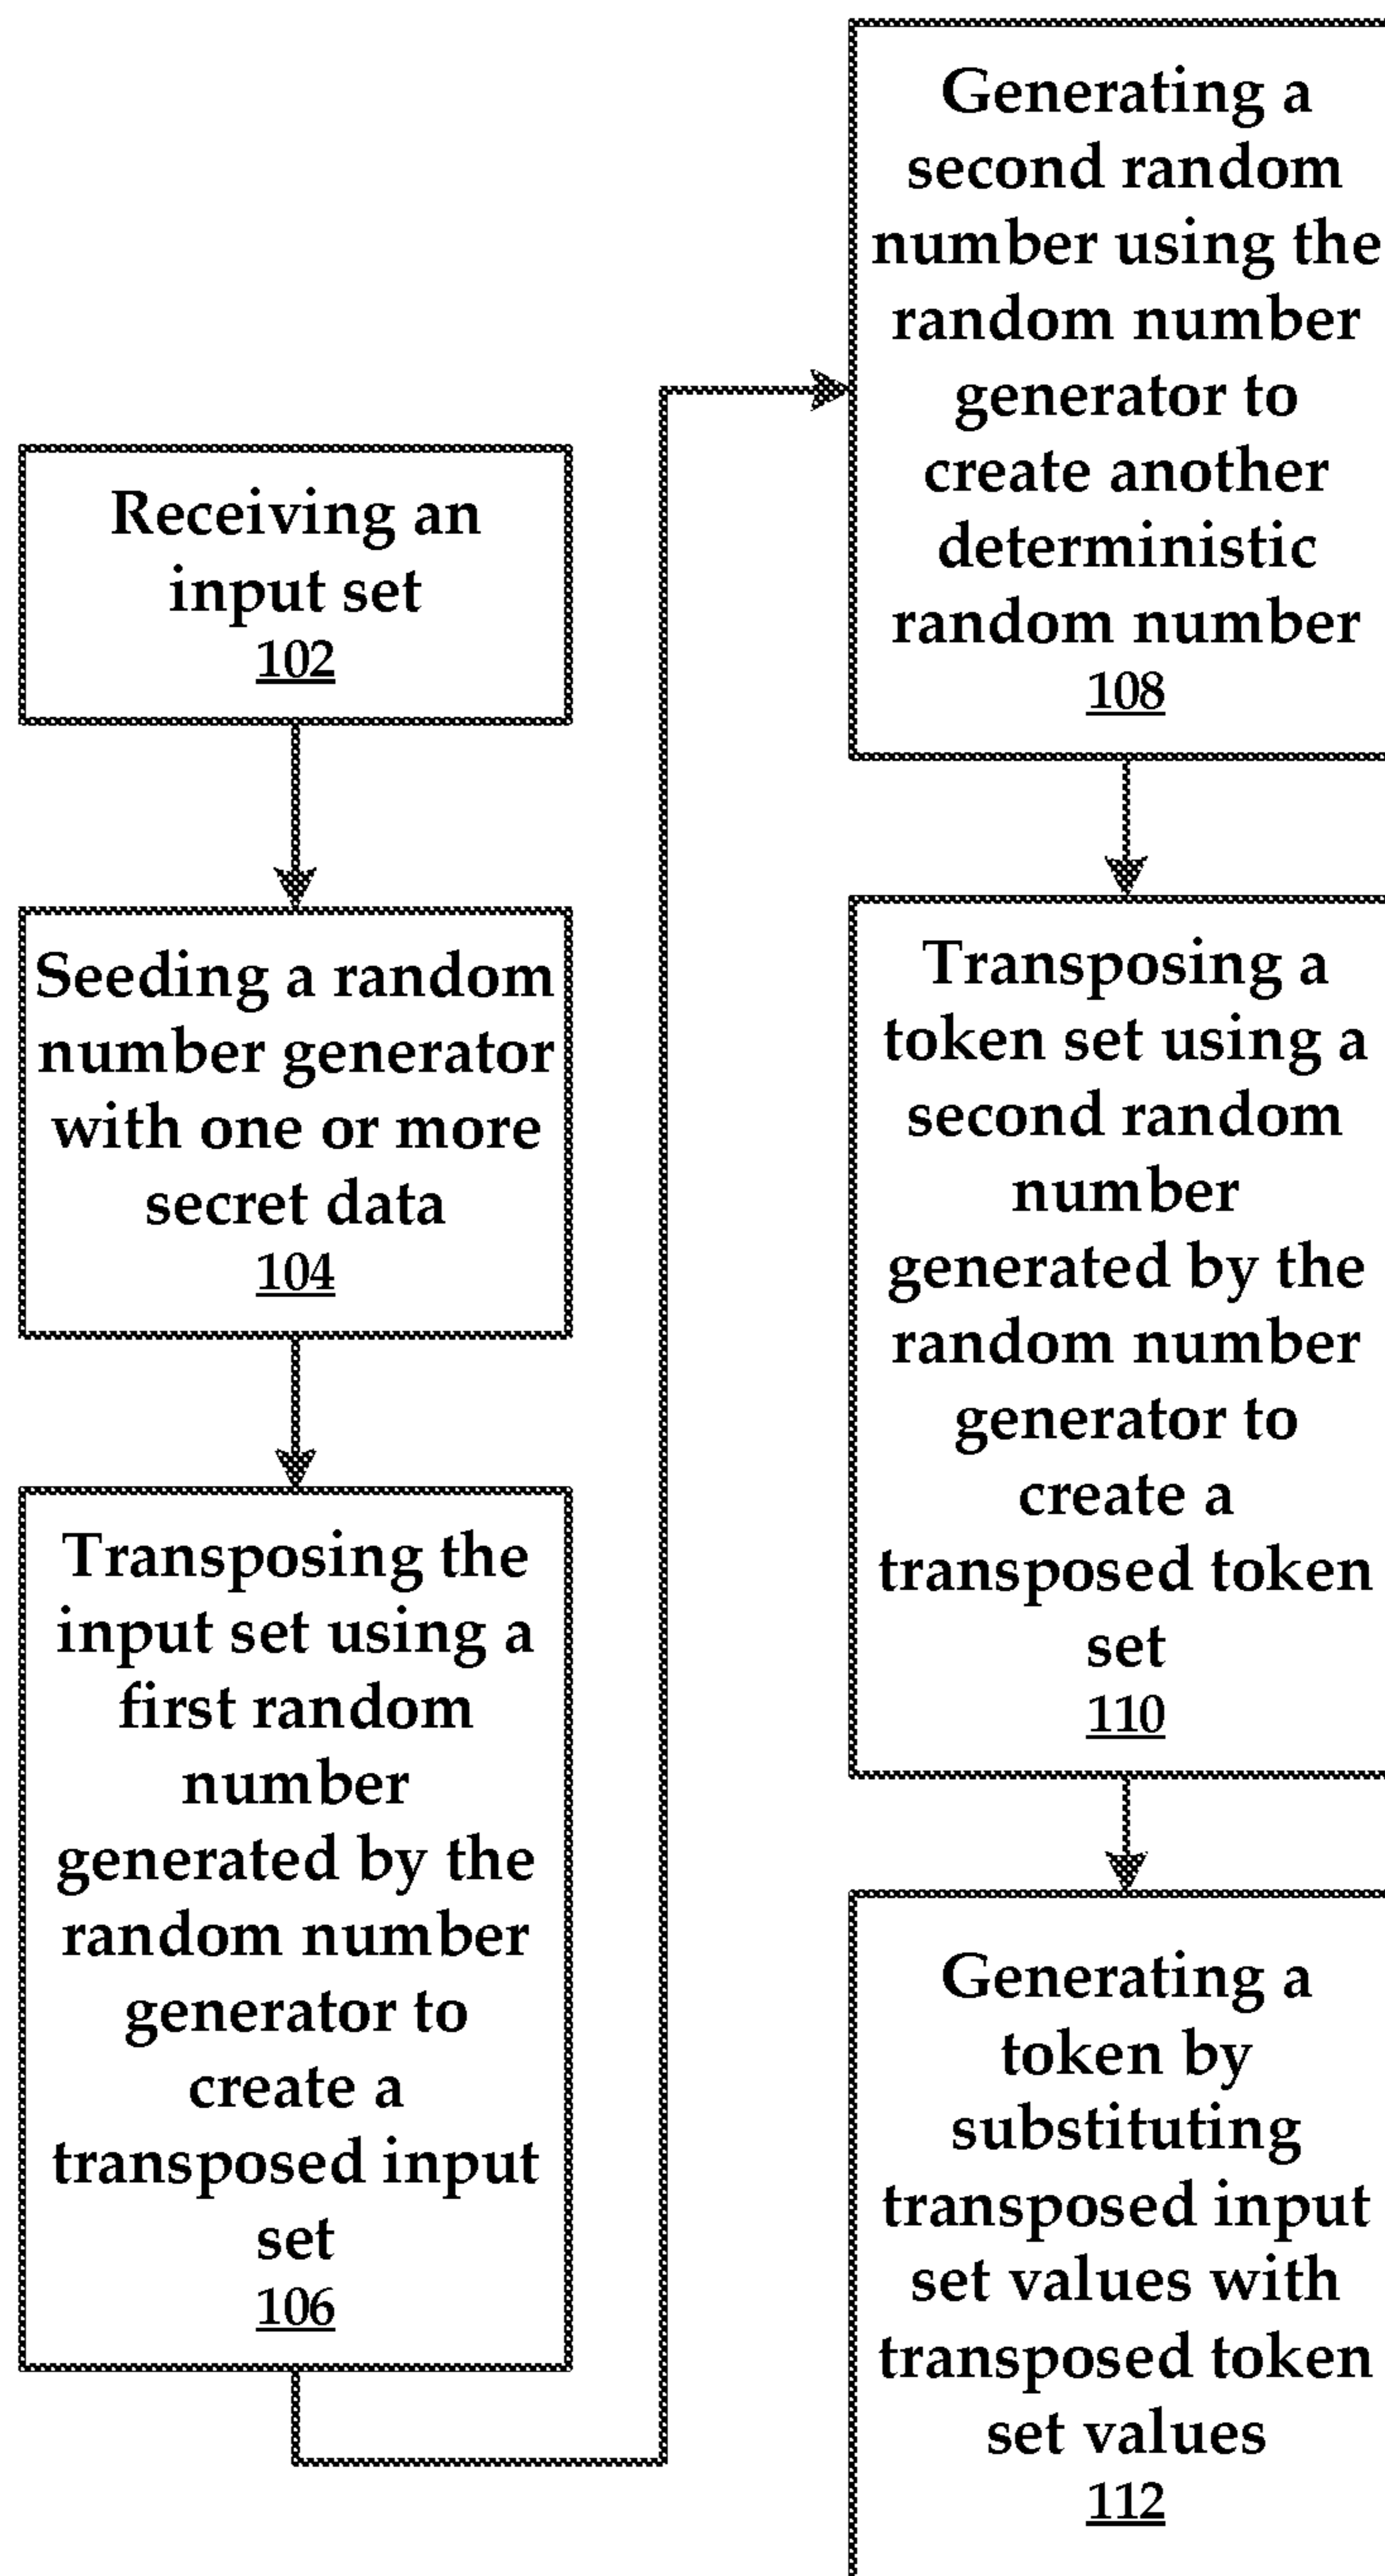 Receiving an
input set
102
Seeding a random
number generator
with one or more
secret data
104
Transposing the
input set using a
first random
number
generated by the
random number
generator to
create a
transposed input
set
106
Generating a
second random
number using the
random number
generator to
create another
deterministic
random number
108
Transposing a
token set using a
second random
number
generated by the
random number
generator to
create a
transposed token
set
110
Generating a
token by
substituting
transposed input
set values with
transposed token
set values
112